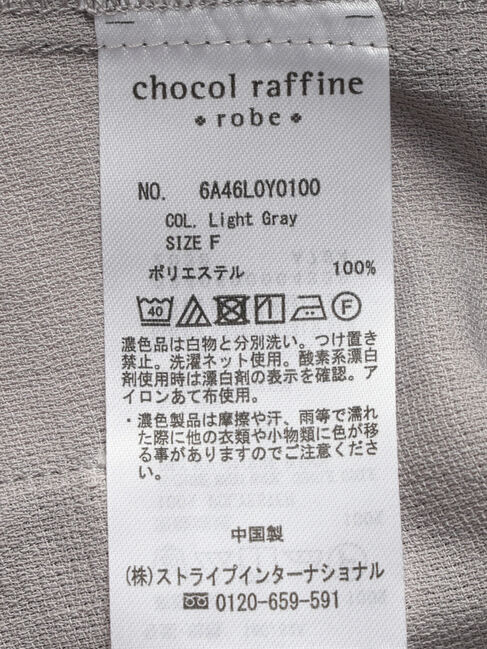 chocol raffine
robe
NO. 6A46L0Y0100
COL. Light Gray
SIZE F
ポリエステル 100%
40 F
濃色品は白物と分別洗い。つけ置き
禁止。洗濯ネット使用。酸素系漂白
剤使用時は漂白剤の表示を確認。ア
イロンあて布使用。
・濃色製品は摩擦や汗、雨等で濡れ
た際に他の衣類や小物類に色が移
る事がありますのでご注意くださ
い。
中国製
(株)ストライプインターナショナル
0120-659-591